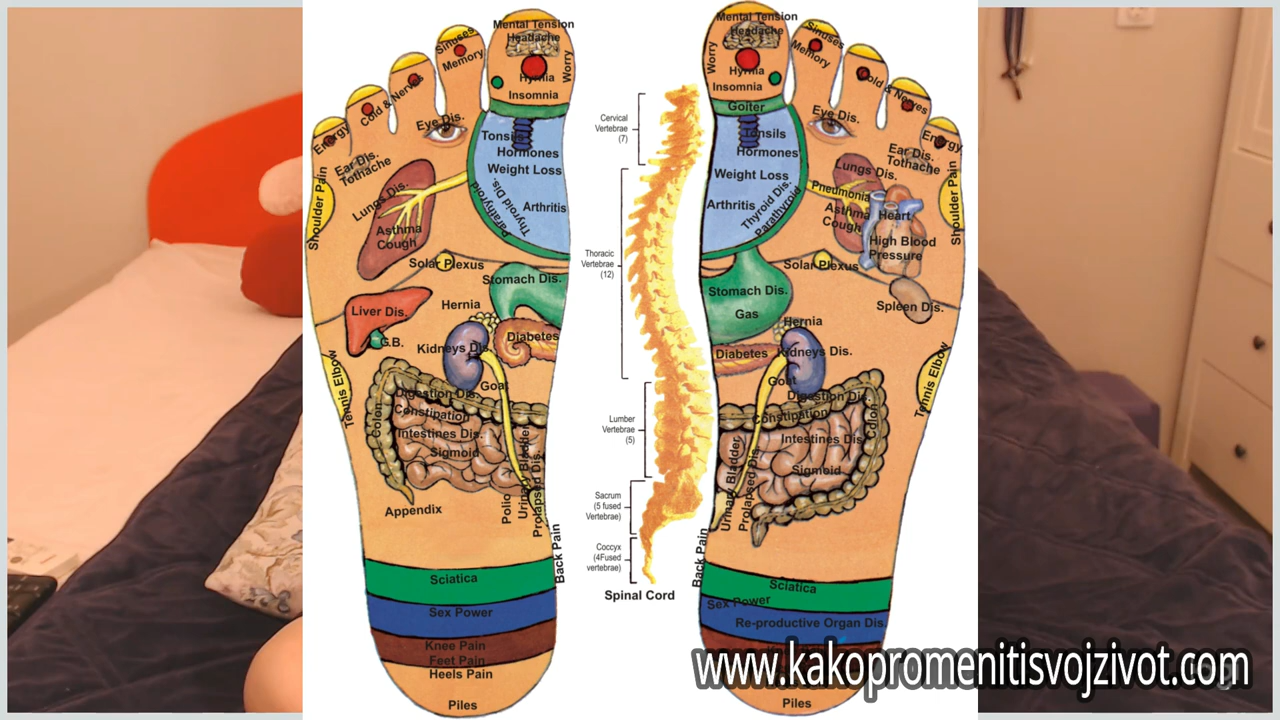 Mental Tension
Headache
Worry
Hyrnia
Insomnia
Sinuses
Memory
Cold & Nerves
Energy
Eye Dis.
Ear Dis.
Tothache
Shoulder Pain
Tonsils
Hormones
Weight Loss
Arthritis
Thyroid Dis.
Parathyroid
Lungs Dis.
Asthma
Cough
Solar Plexus
Stomach Dis.
Hernia
Liver Dis.
G.B.
Kidneys Dis.
Diabetes
Goat
Tennis Elbow
Digestion Dis.
Constipation
Colon
Intestines Dis.
Sigmoid
Appendix
Polio
Urinary Bladder
Prolapsed Dis.
Back Pain
Sciatica
Sex Power
Knee Pain
Feet Pain
Heels Pain
Piles
Cervical
Vertebrae
(7)
Thoracic
Vertebrae
(12)
Lumber
Vertebrae
(5)
Sacrum
(5 fused
Vertebrae)
Coccyx
(4Fused
vertebrae)
Spinal Cord
Mental Tension
Headache
Worry
Hyrnia
Insomnia
Goiter
Sinuses
Memory
Cold & Nerves
Energy
Eye Dis.
Ear Dis.
Tothache
Shoulder Pain
Tonsils
Hormones
Weight Loss
Arthritis
Thyroid Dis.
Parathyroid
Lungs Dis.
Pneumonia
Asthma
Cough
Heart
High Blood
Pressure
Solar Plexus
Spleen Dis.
Stomach Dis.
Gas
Hernia
Diabetes
Kidneys Dis.
Goat
Tennis Elbow
Digestion Dis.
Constipation
Colon
Intestines Dis.
Sigmoid
Urinary Bladder
Prolapsed Dis.
Back Pain
Sciatica
Sex Power
Re-productive Organ Dis.
Piles
www.kakopromenitisvojzivot.com